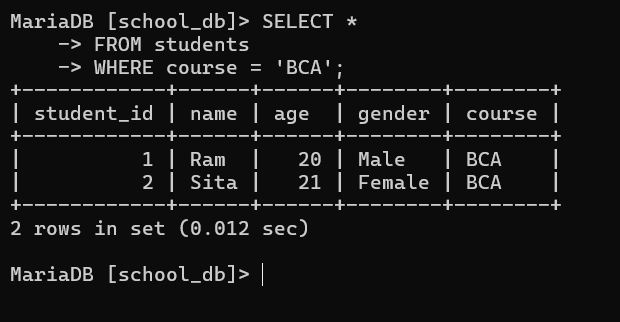 MariaDB [school_db]> SELECT *
    -> FROM students
    -> WHERE course = 'BCA';
+------------+------+------+--------+--------+
| student_id | name | age  | gender | course |
+------------+------+------+--------+--------+
|          1 | Ram  |   20 | Male   | BCA    |
|          2 | Sita |   21 | Female | BCA    |
+------------+------+------+--------+--------+
2 rows in set (0.012 sec)
MariaDB [school_db]>